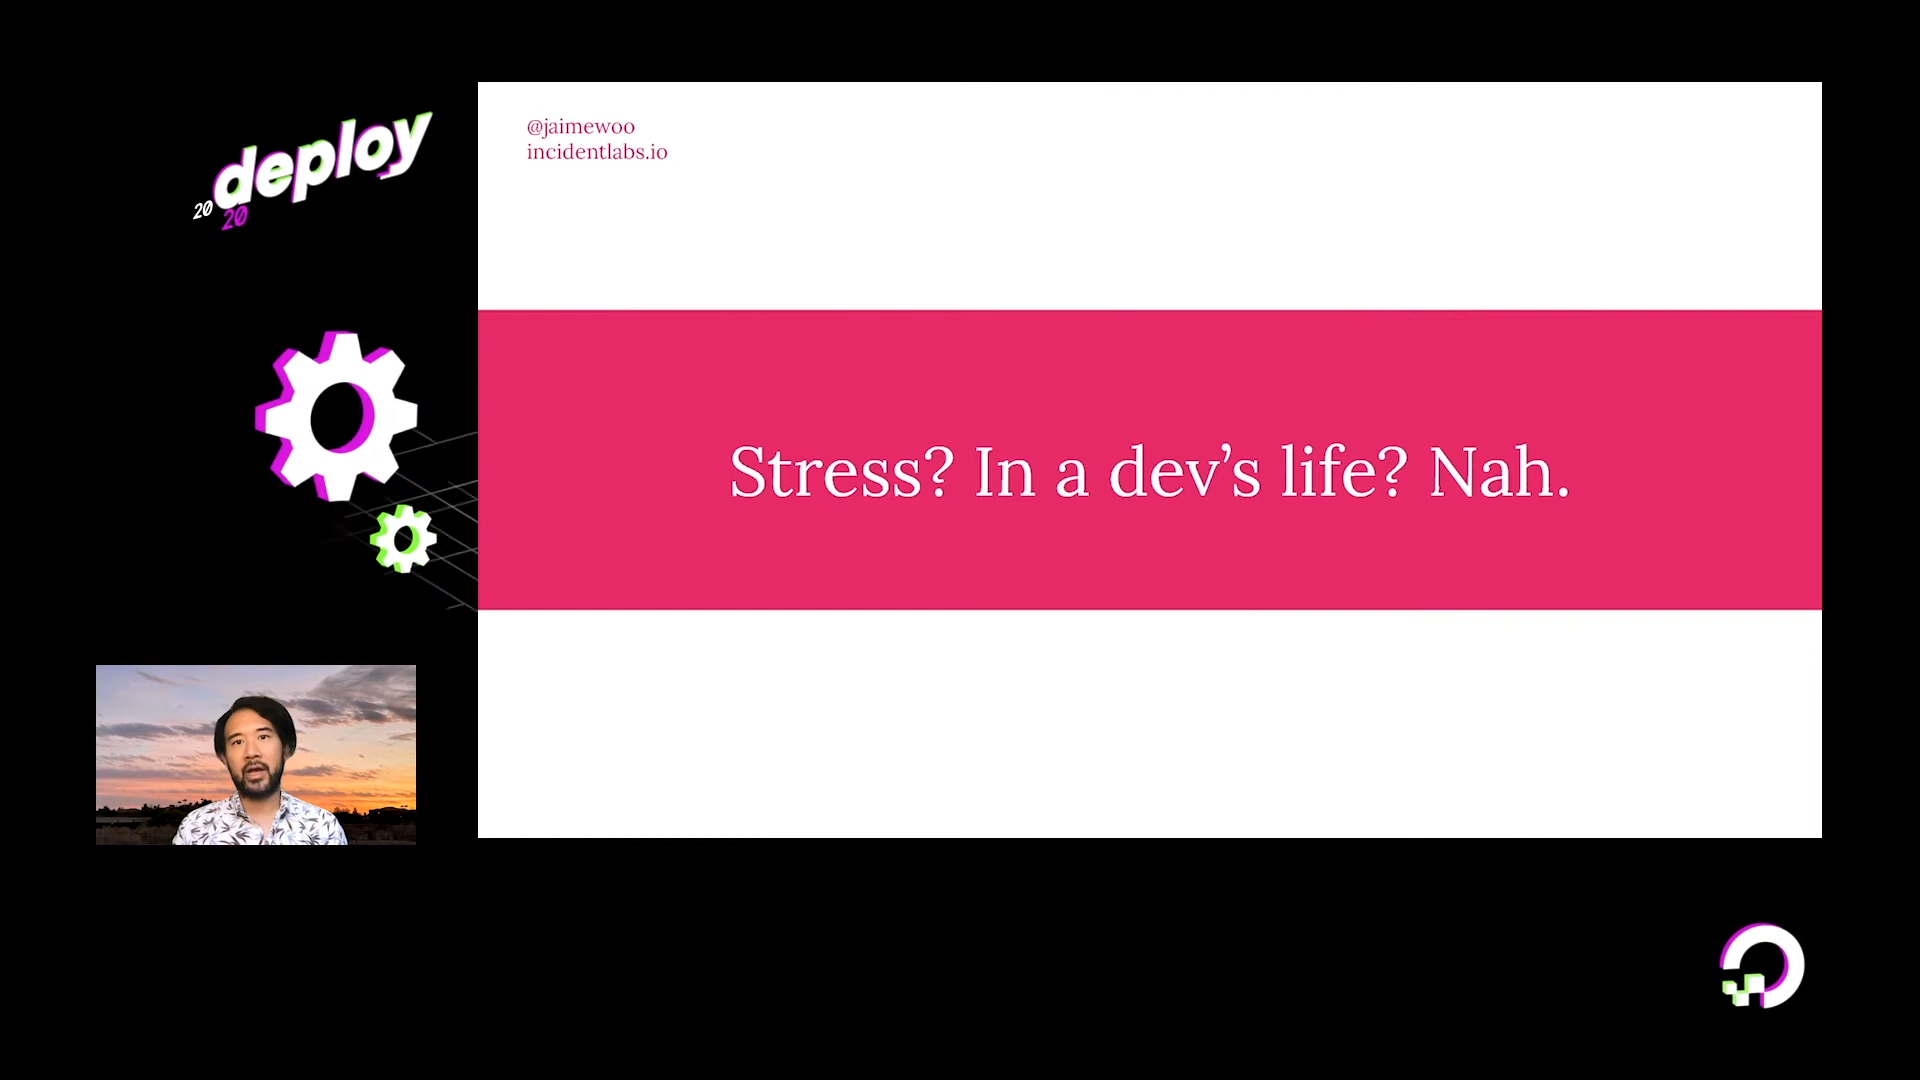 deploy
20
20
@jaimewoo
incidentlabs.io
Stress? In a dev’s life? Nah.